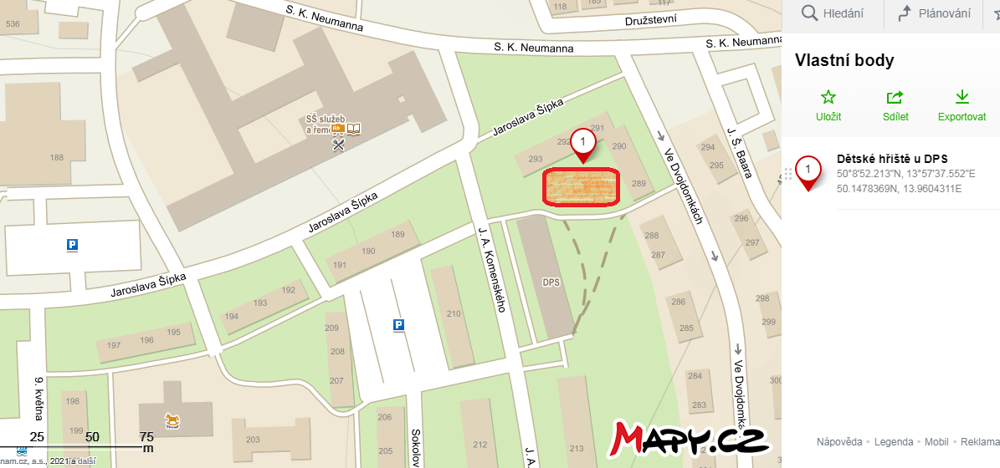 536
S. K. Neumanna
118
115
Družstevní
S. K. Neumanna
S. K. Neumanna
Hledání
Plánování
Vlastní body
Uložit
Sdílet
Exportovat
1
Dětské hřiště u DPS
50°8'52.213"N, 13°57'37.552"E
50.1478369N, 13.9604311E
SŠ služeb
a řeme
188
Jaroslava Šípka
291
292
293
1
290
289
294
295
J. Š. Baara
Ve Dvojdomkách
Jaroslava Šípka
189
190
191
J. A. Komenského
P
DPS
288
287
296
297
Jaroslava Šípka
192
193
194
P
210
286
285
298
299
195
196
197
209
208
207
9. května
198
199
203
206
205
Sokolov
212
213
J. A.
284
283
300
Ve Dvojdomká
25 50 75
m
nam.cz, a.s., 2021 a další
Mapy.cz
Nápověda • Legenda • Mobil • Reklama